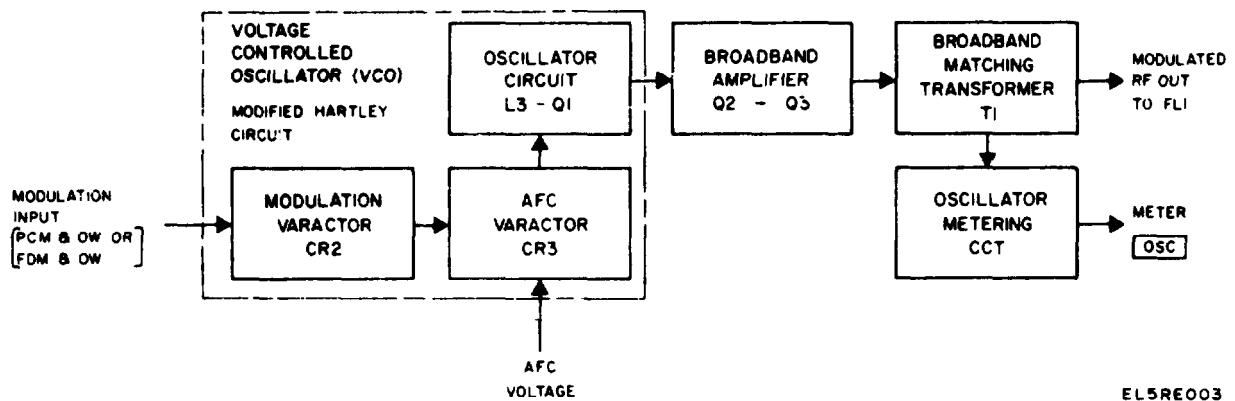 VOLTAGE
CONTROLLED
OSCILLATOR (VCO)
MODIFIED HARTLEY
CIRCUIT
OSCILLATOR
CIRCUIT
L3 - Q1
BROADBAND
AMPLIFIER
Q2 - Q3
BROADBAND
MATCHING
TRANSFORMER
T1
MODULATED
RF OUT
TO FL1
MODULATION
INPUT
[PCM & OW OR]
[FDM & OW]
MODULATION
VARACTOR
CR2
AFC
VARACTOR
CR3
OSCILLATOR
METERING
CCT
METER
OSC
AFC
VOLTAGE
EL5RE003